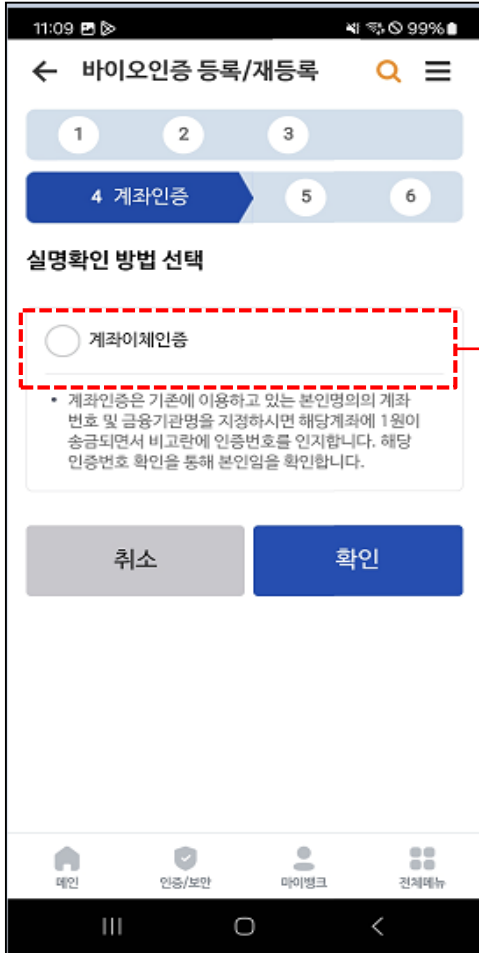 11:09 99%
바이오인증 등록/재등록
1 2 3
4 계좌인증 5 6
실명확인 방법 선택
계좌이체인증
• 계좌인증은 기존에 이용하고 있는 본인명의의 계좌
번호 및 금융기관명을 지정하시면 해당계좌에 1원이
송금되면서 비고란에 인증번호를 인지합니다. 해당
인증번호 확인을 통해 본인임을 확인합니다.
취소 확인
메인 인증/보안 마이뱅크 전체메뉴